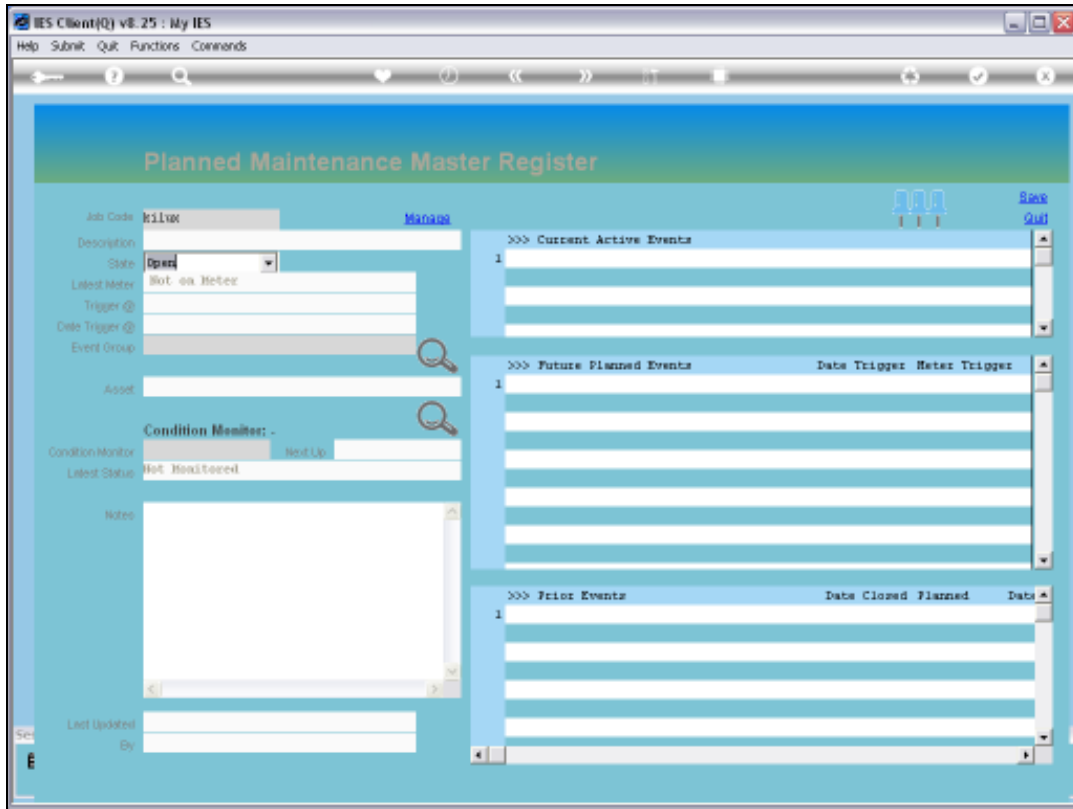 IES Client(Q) v8.25 : My IES
Help Submit Quit Functions Commands
Planned Maintenance Master Register
Save
Quit
Job Code kilux Manage
Description
State Open
Latest Meter Not on Meter
Trigger @
Date Trigger @
Event Group
Asset
Condition Monitor: -
Condition Monitor Next Up
Latest Status Not Monitored
Notes
Last Updated
By
>>> Current Active Events
1
>>> Future Planned Events Date Trigger Meter Trigger
1
>>> Prior Events Date Closed Planned Date
1